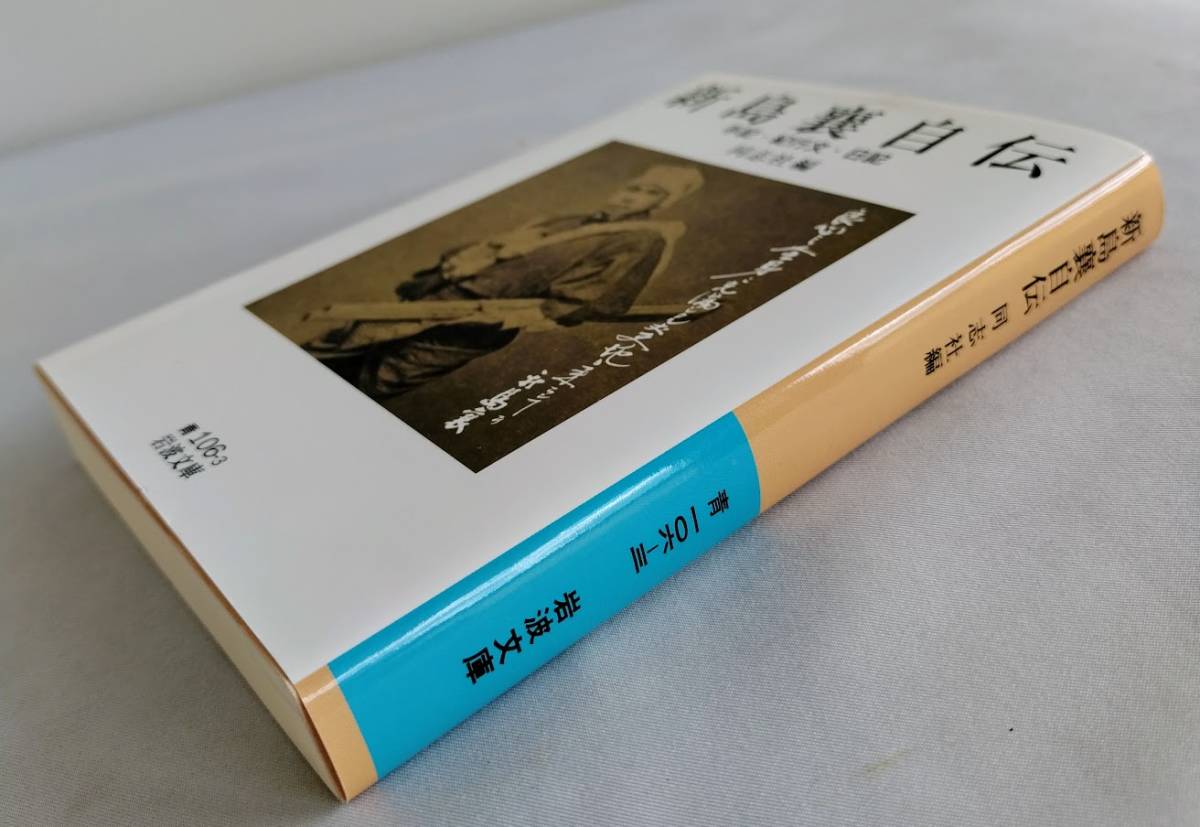 新島襄自伝
手記・紀行文・日記
同志社編
青106-3
岩波文庫
新島襄自伝 同志社編
青一〇六-三
岩波文庫